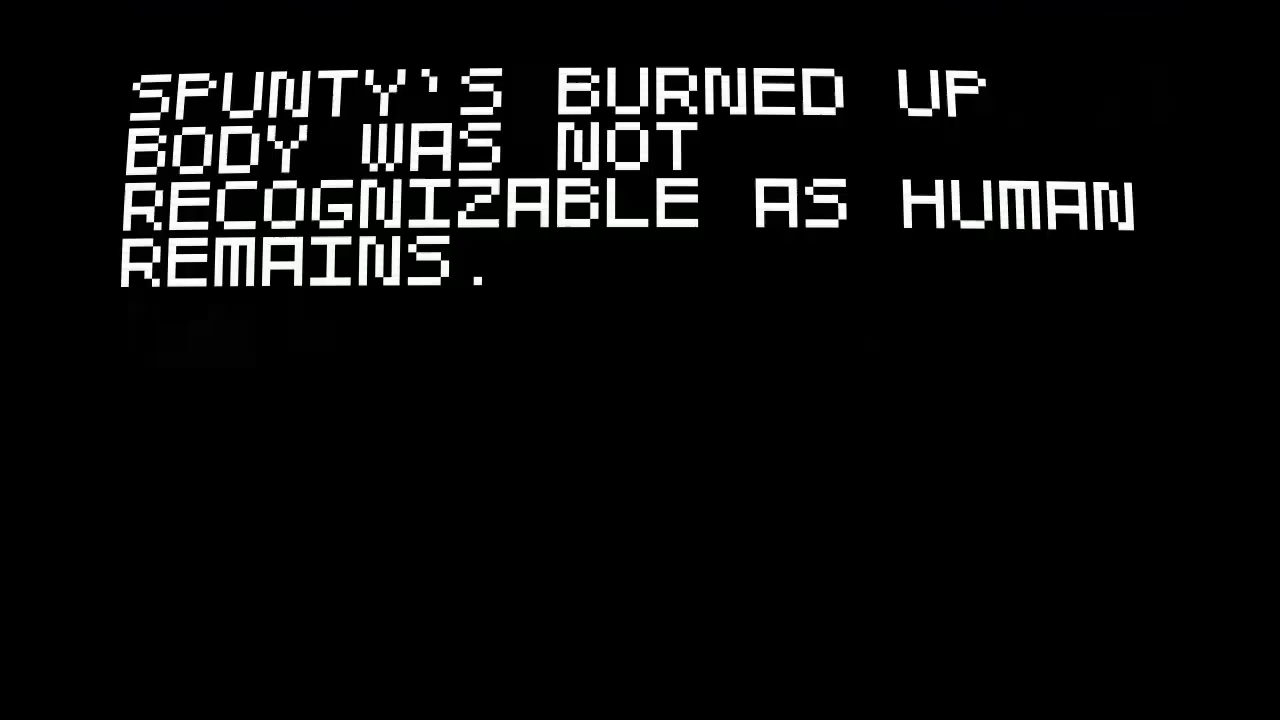 SPUNTY'S BURNED UP
BODY WAS NOT
RECOGNIZABLE AS HUMAN
REMAINS.